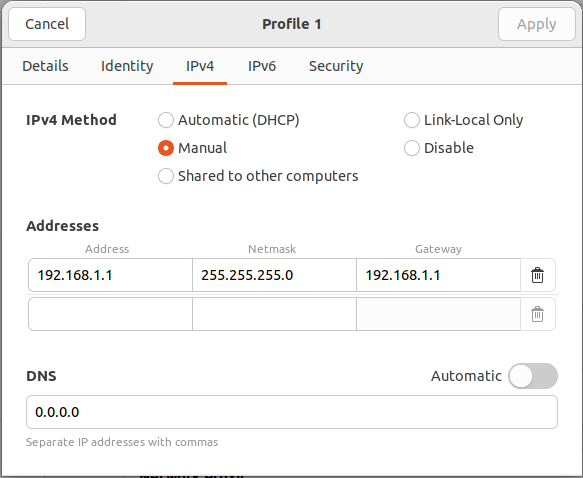 Cancel Profile 1 Apply
Details Identity IPv4 IPv6 Security
IPv4 Method Automatic (DHCP) Link-Local Only
Manual Disable
Shared to other computers
Addresses
Address Netmask Gateway
192.168.1.1 255.255.255.0 192.168.1.1
DNS Automatic
0.0.0.0
Separate IP addresses with commas